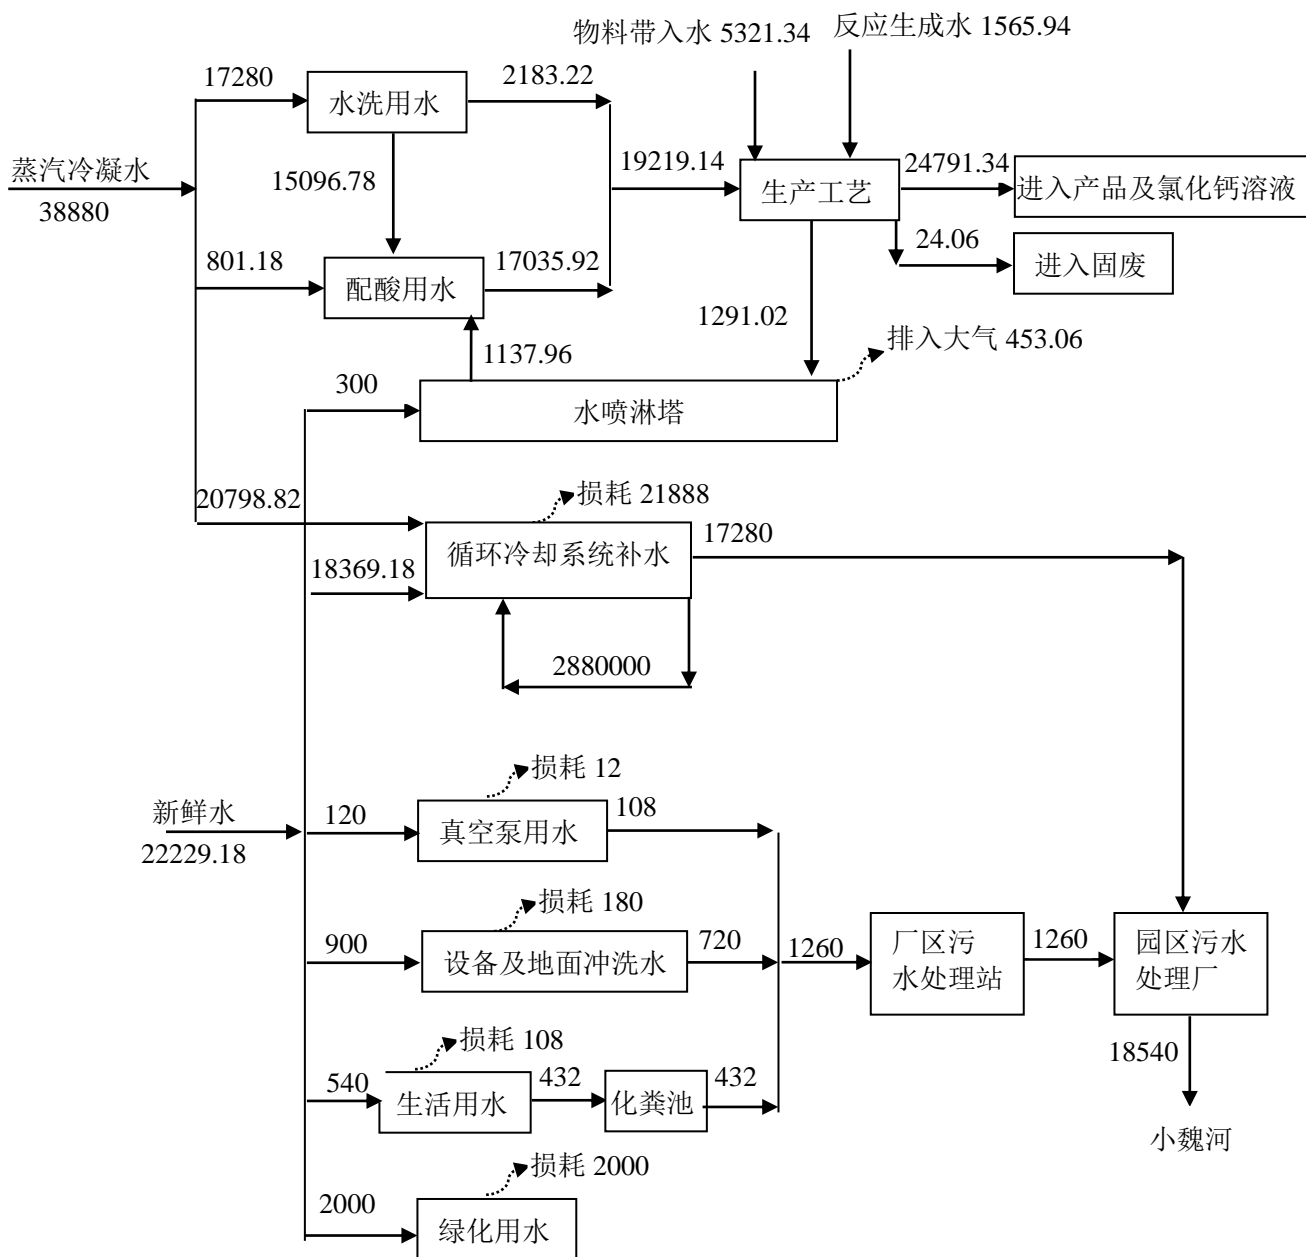 物料带入水 5321.34
反应生成水 1565.94
17280
水洗用水
2183.22
蒸汽冷凝水
38880
15096.78
19219.14
生产工艺
24791.34
进入产品及氯化钙溶液
801.18
配酸用水
17035.92
24.06
进入固废
1291.02
1137.96
排入大气 453.06
300
水喷淋塔
20798.82
损耗 21888
17280
循环冷却系统补水
18369.18
2880000
损耗 12
新鲜水
22229.18
120
真空泵用水
108
损耗 180
900
设备及地面冲洗水
720
1260
厂区污
水处理站
1260
园区污水
处理厂
损耗 108
540
生活用水
432
化粪池
432
18540
小魏河
损耗 2000
2000
绿化用水